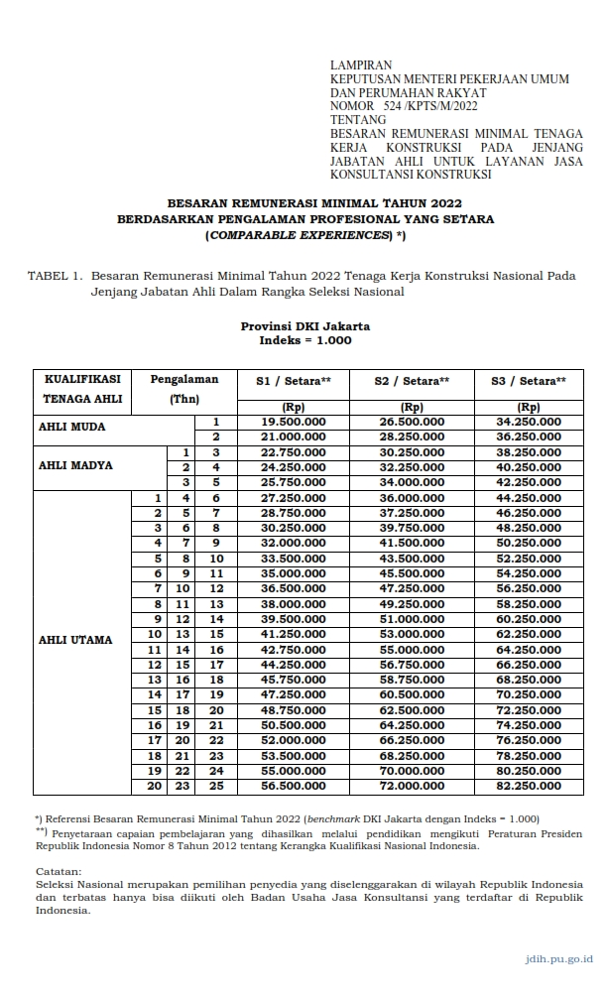 LAMPIRAN
KEPUTUSAN MENTERI PEKERJAAN UMUM
DAN PERUMAHAN RAKYAT
NOMOR 524 /KPTS/M/2022
TENTANG
BESARAN REMUNERASI MINIMAL TENAGA
KERJA KONSTRUKSI PADA JENJANG
JABATAN AHLI UNTUK LAYANAN JASA
KONSULTANSI KONSTRUKSI
BESARAN REMUNERASI MINIMAL TAHUN 2022
BERDASARKAN PENGALAMAN PROFESIONAL YANG SETARA
(COMPARABLE EXPERIENCES) *)
TABEL 1. Besaran Remunerasi Minimal Tahun 2022 Tenaga Kerja Konstruksi Nasional Pada
Jenjang Jabatan Ahli Dalam Rangka Seleksi Nasional
Provinsi DKI Jakarta
Indeks = 1.000
KUALIFIKASI Pengalaman S1 / Setara** S2 / Setara** S3 / Setara**
TENAGA AHLI (Thn)
(Rp) (Rp) (Rp)
AHLI MUDA 1 19.500.000 26.500.000 34.250.000
2 21.000.000 28.250.000 36.250.000
AHLI MADYA 1 3 22.750.000 30.250.000 38.250.000
2 4 24.250.000 32.250.000 40.250.000
3 5 25.750.000 34.000.000 42.250.000
1 4 6 27.250.000 36.000.000 44.250.000
2 5 7 28.750.000 37.250.000 46.250.000
3 6 8 30.250.000 39.750.000 48.250.000
4 7 9 32.000.000 41.500.000 50.250.000
5 8 10 33.500.000 43.500.000 52.250.000
6 9 11 35.000.000 45.500.000 54.250.000
7 10 12 36.500.000 47.250.000 56.250.000
8 11 13 38.000.000 49.250.000 58.250.000
9 12 14 39.500.000 51.000.000 60.250.000
AHLI UTAMA 10 13 15 41.250.000 53.000.000 62.250.000
11 14 16 42.750.000 55.000.000 64.250.000
12 15 17 44.250.000 56.750.000 66.250.000
13 16 18 45.750.000 58.750.000 68.250.000
14 17 19 47.250.000 60.500.000 70.250.000
15 18 20 48.750.000 62.500.000 72.250.000
16 19 21 50.500.000 64.250.000 74.250.000
17 20 22 52.000.000 66.250.000 76.250.000
18 21 23 53.500.000 68.250.000 78.250.000
19 22 24 55.000.000 70.000.000 80.250.000
20 23 25 56.500.000 72.000.000 82.250.000
*) Referensi Besaran Remunerasi Minimal Tahun 2022 (benchmark DKI Jakarta dengan Indeks = 1.000)
**) Penyetaraan capaian pembelajaran yang dihasilkan melalui pendidikan mengikuti Peraturan Presiden
Republik Indonesia Nomor 8 Tahun 2012 tentang Kerangka Kualifikasi Nasional Indonesia.
Catatan:
Seleksi Nasional merupakan pemilihan penyedia yang diselenggarakan di wilayah Republik Indonesia
dan terbatas hanya bisa diikuti oleh Badan Usaha Jasa Konsultansi yang terdaftar di Republik
Indonesia.
jdih.pu.go.id